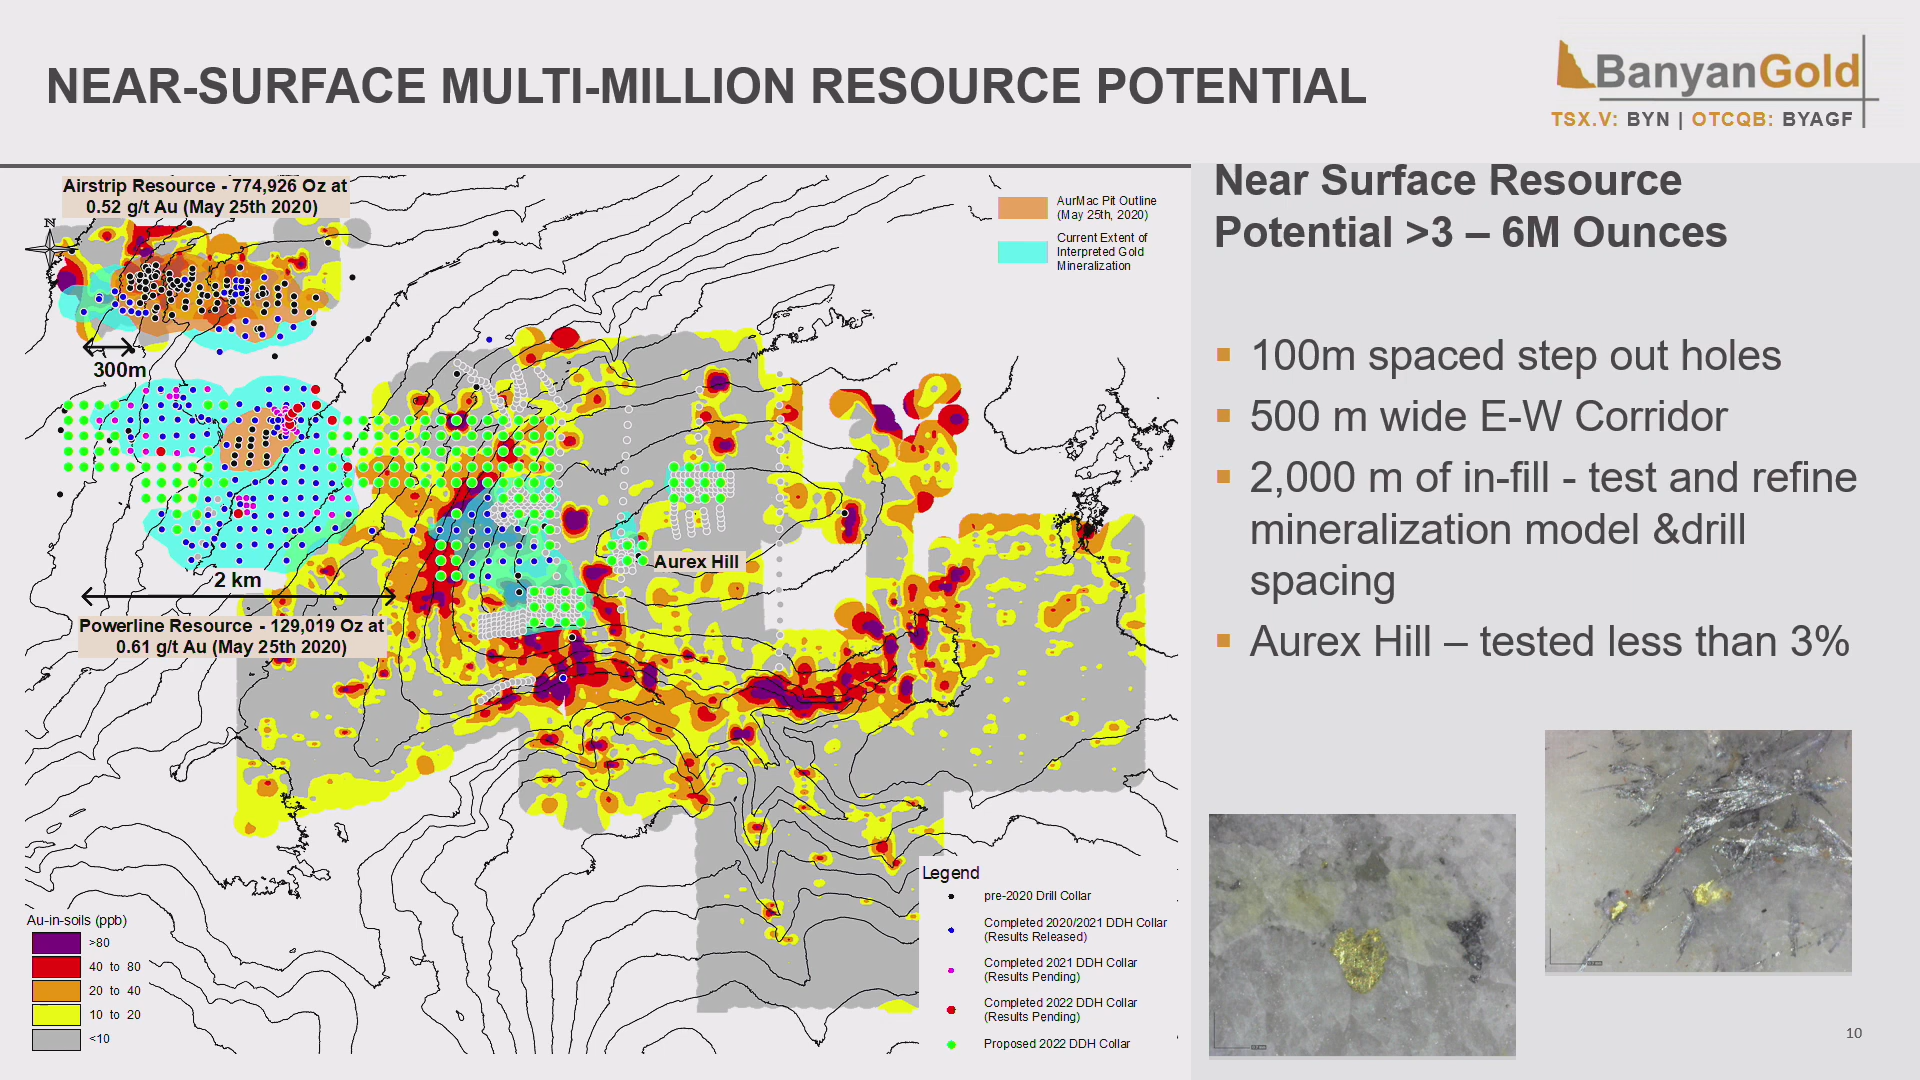 NEAR-SURFACE MULTI-MILLION RESOURCE POTENTIAL
BanyanGold
TSX.V: BYN | OTCQB: BYAGF
Airstrip Resource - 774,926 Oz at
0.52 g/t Au (May 25th 2020)
N
300m
2 km
Powerline Resource - 129,019 Oz at
0.61 g/t Au (May 25th 2020)
Aurex Hill
AurMac Pit Outline
(May 25th, 2020)
Current Extent of
Interpreted Gold
Mineralization
Au-in-soils (ppb)
>80
40 to 80
20 to 40
10 to 20
<10
Legend
pre-2020 Drill Collar
Completed 2020/2021 DDH Collar
(Results Released)
Completed 2021 DDH Collar
(Results Pending)
Completed 2022 DDH Collar
(Results Pending)
Proposed 2022 DDH Collar
Near Surface Resource
Potential >3 – 6M Ounces
100m spaced step out holes
500 m wide E-W Corridor
2,000 m of in-fill - test and refine
mineralization model &drill
spacing
Aurex Hill – tested less than 3%
10